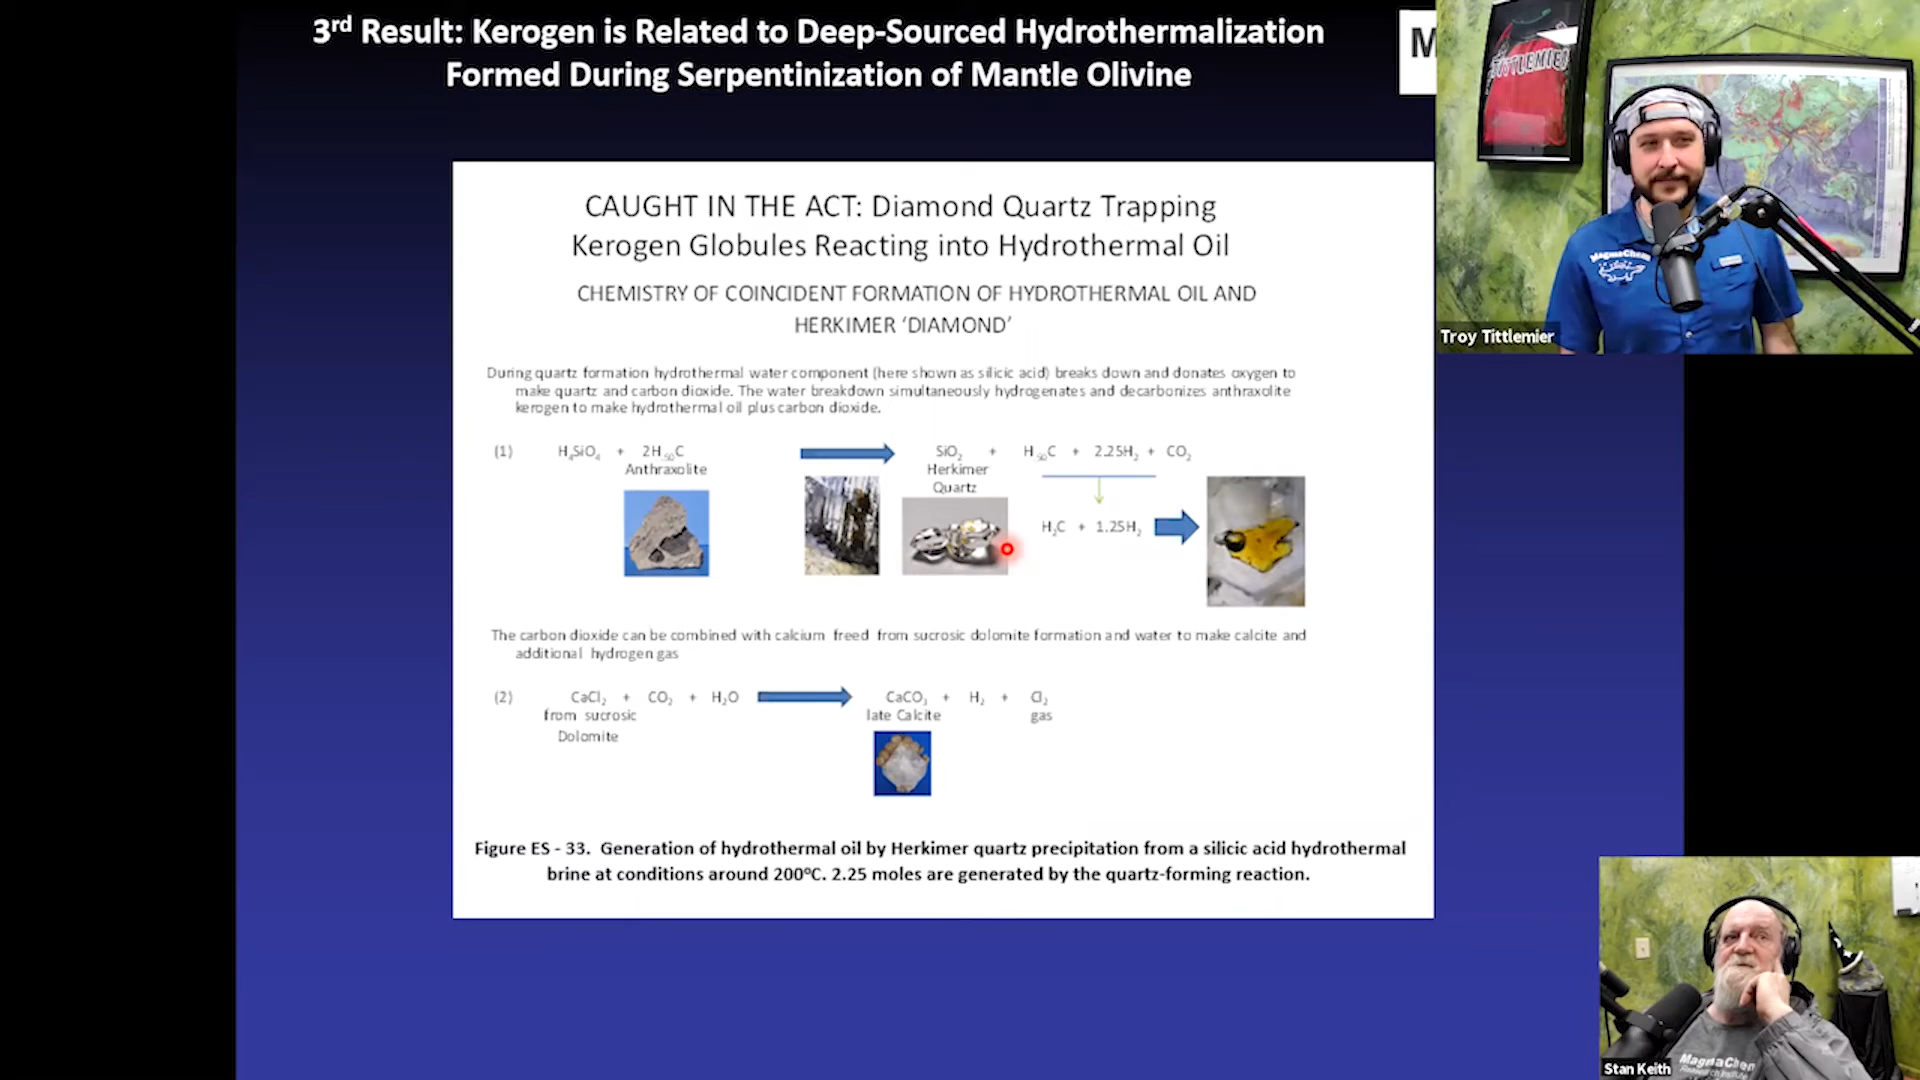 3rd Result: Kerogen is Related to Deep-Sourced Hydrothermalization
Formed During Serpentinization of Mantle Olivine
M
CAUGHT IN THE ACT: Diamond Quartz Trapping
Kerogen Globules Reacting into Hydrothermal Oil
CHEMISTRY OF COINCIDENT FORMATION OF HYDROTHERMAL OIL AND
HERKIMER ‘DIAMOND’
During quartz formation hydrothermal water component (here shown as silicic acid) breaks down and donates oxygen to
make quartz and carbon dioxide. The water breakdown simultaneously hydrogenates and decarbonizes anthraxolite
kerogen to make hydrothermal oil plus carbon dioxide.
(1) H4SiO4 + 2H.50C SiO2 + H.50C + 2.25H2 + CO2
Anthraxolite Herkimer
Quartz
H2C + 1.25H2
The carbon dioxide can be combined with calcium freed from sucrosic dolomite formation and water to make calcite and
additional hydrogen gas
(2) CaCl2 + CO2 + H2O CaCO3 + H2 + Cl2
from sucrosic late Calcite gas
Dolomite
Figure ES - 33. Generation of hydrothermal oil by Herkimer quartz precipitation from a silicic acid hydrothermal
brine at conditions around 200ºC. 2.25 moles are generated by the quartz-forming reaction.
TITTLEMIER
MagmaChem
Troy Tittlemier
MagmaChem
Research Institute
Stan Keith